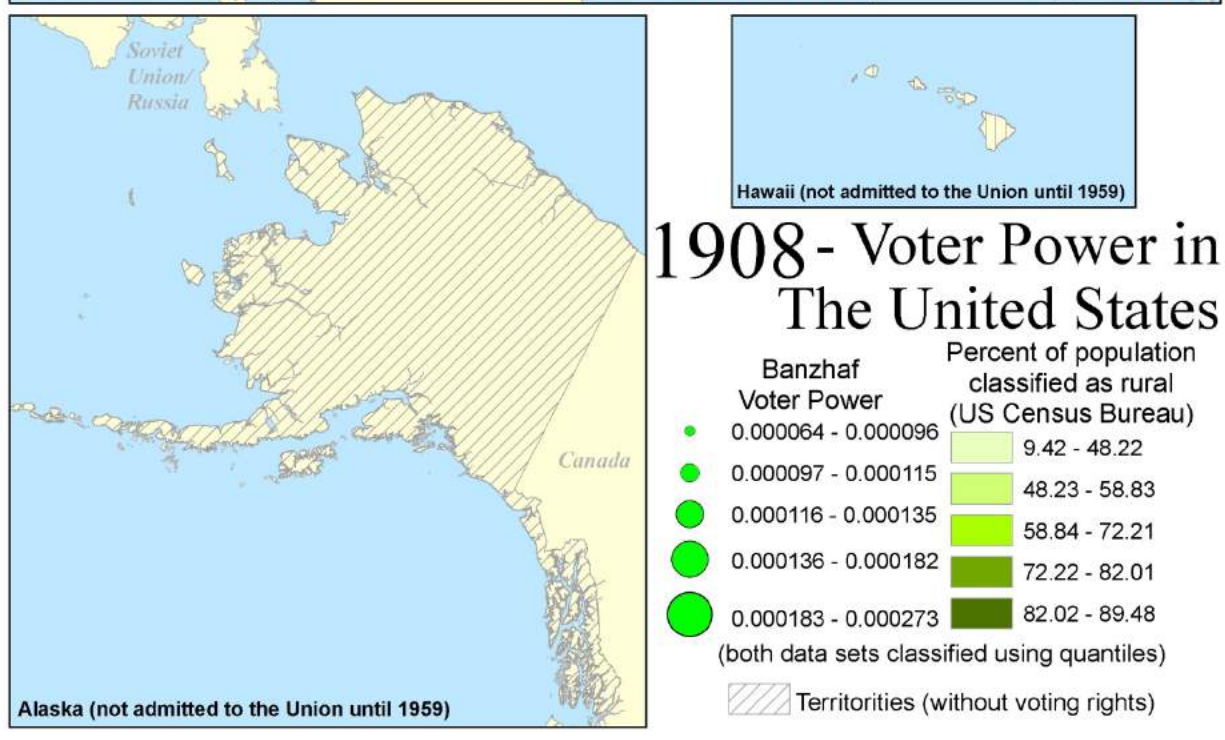 Soviet
Union/
Russia
Canada
Alaska (not admitted to the Union until 1959)
Hawaii (not admitted to the Union until 1959)
1908 - Voter Power in
The United States
Banzhaf
Voter Power
0.000064 - 0.000096
0.000097 - 0.000115
0.000116 - 0.000135
0.000136 - 0.000182
0.000183 - 0.000273
Percent of population
classified as rural
(US Census Bureau)
9.42 - 48.22
48.23 - 58.83
58.84 - 72.21
72.22 - 82.01
82.02 - 89.48
(both data sets classified using quantiles)
Territorities (without voting rights)